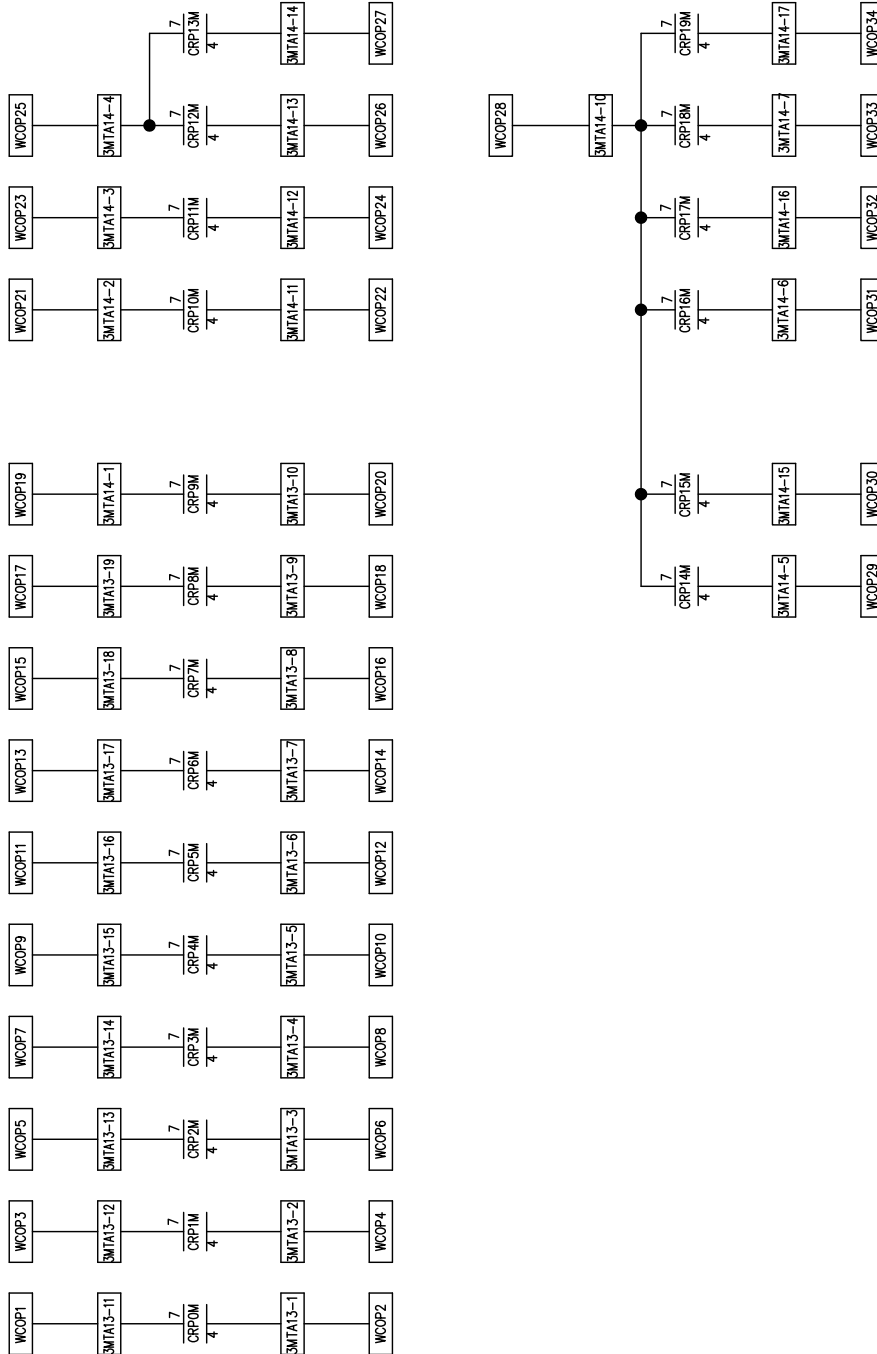 WCOP1
3MTA13-11
7
CRP0M
4
3MTA13-1
WCOP2
WCOP3
3MTA13-12
7
CRP1M
4
3MTA13-2
WCOP4
WCOP5
3MTA13-13
7
CRP2M
4
3MTA13-3
WCOP6
WCOP7
3MTA13-14
7
CRP3M
4
3MTA13-4
WCOP8
WCOP9
3MTA13-15
7
CRP4M
4
3MTA13-5
WCOP10
WCOP11
3MTA13-16
7
CRP5M
4
3MTA13-6
WCOP12
WCOP13
3MTA13-17
7
CRP6M
4
3MTA13-7
WCOP14
WCOP15
3MTA13-18
7
CRP7M
4
3MTA13-8
WCOP16
WCOP17
3MTA13-19
7
CRP8M
4
3MTA13-9
WCOP18
WCOP19
3MTA14-1
7
CRP9M
4
3MTA13-10
WCOP20
WCOP21
3MTA14-2
7
CRP10M
4
3MTA14-11
WCOP22
WCOP23
3MTA14-3
7
CRP11M
4
3MTA14-12
WCOP24
WCOP25
3MTA14-4
7
CRP12M
4
3MTA14-13
WCOP26
7
CRP13M
4
3MTA14-14
WCOP27
WCOP28
3MTA14-10
7
CRP14M
4
3MTA14-5
WCOP29
7
CRP15M
4
3MTA14-15
WCOP30
7
CRP16M
4
3MTA14-6
WCOP31
7
CRP17M
4
3MTA14-16
WCOP32
7
CRP18M
4
3MTA14-7
WCOP33
7
CRP19M
4
3MTA14-17
WCOP34